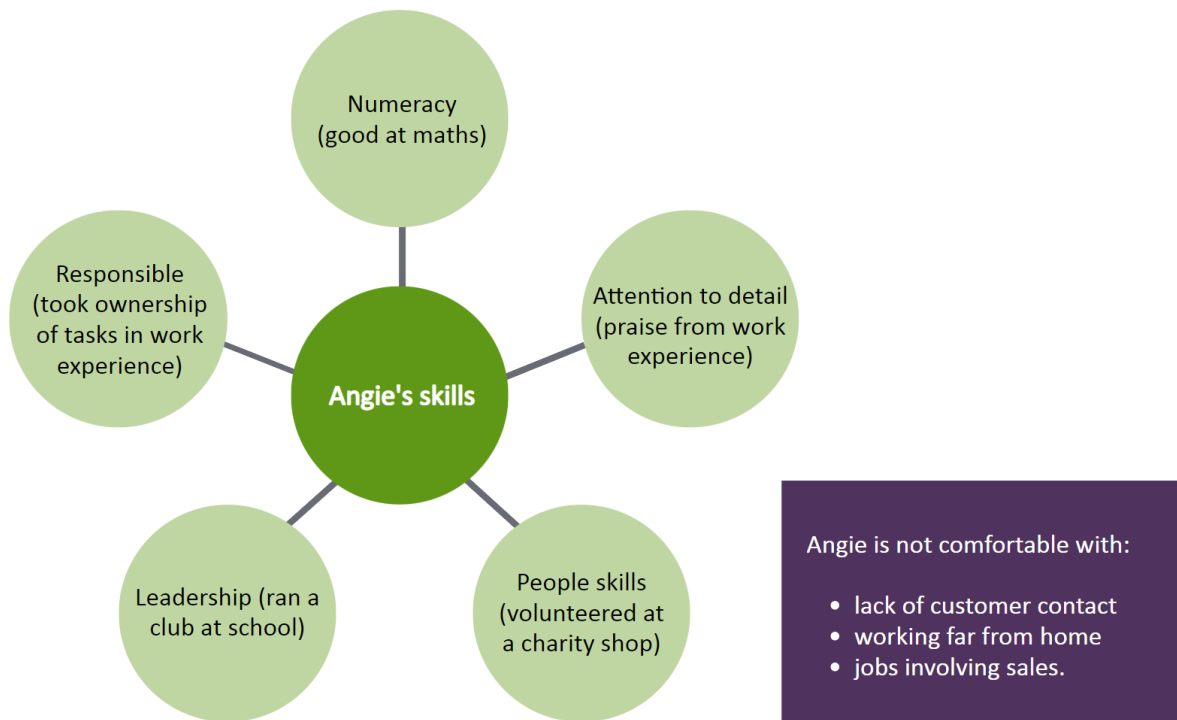 Numeracy
(good at maths)
Responsible
(took ownership
of tasks in work
experience)
Attention to detail
(praise from work
experience)
Angie's skills
Leadership (ran a
club at school)
People skills
(volunteered at
a charity shop)
Angie is not comfortable with:
• lack of customer contact
• working far from home
• jobs involving sales.